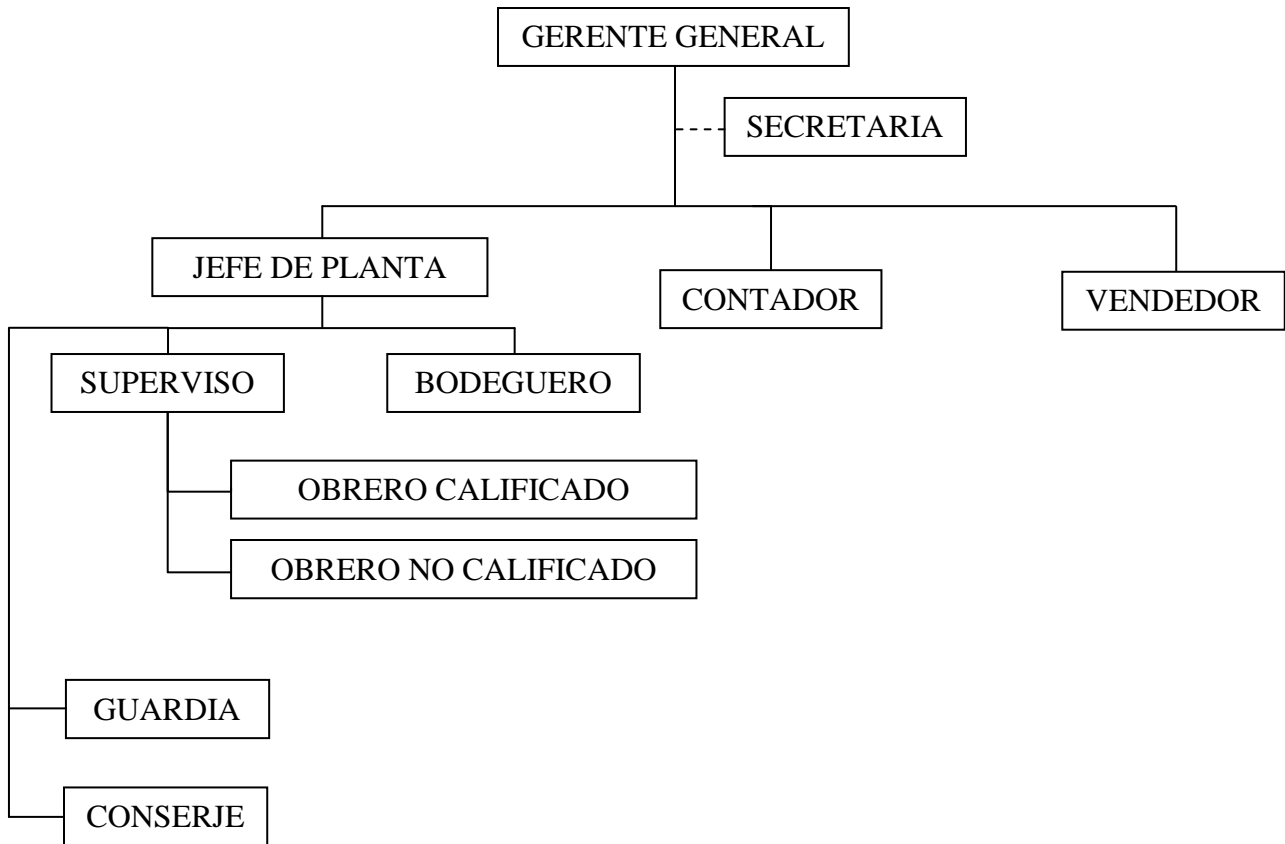 GERENTE GENERAL
SECRETARIA
JEFE DE PLANTA
CONTADOR
VENDEDOR
SUPERVISO
BODEGUERO
OBRERO CALIFICADO
OBRERO NO CALIFICADO
GUARDIA
CONSERJE